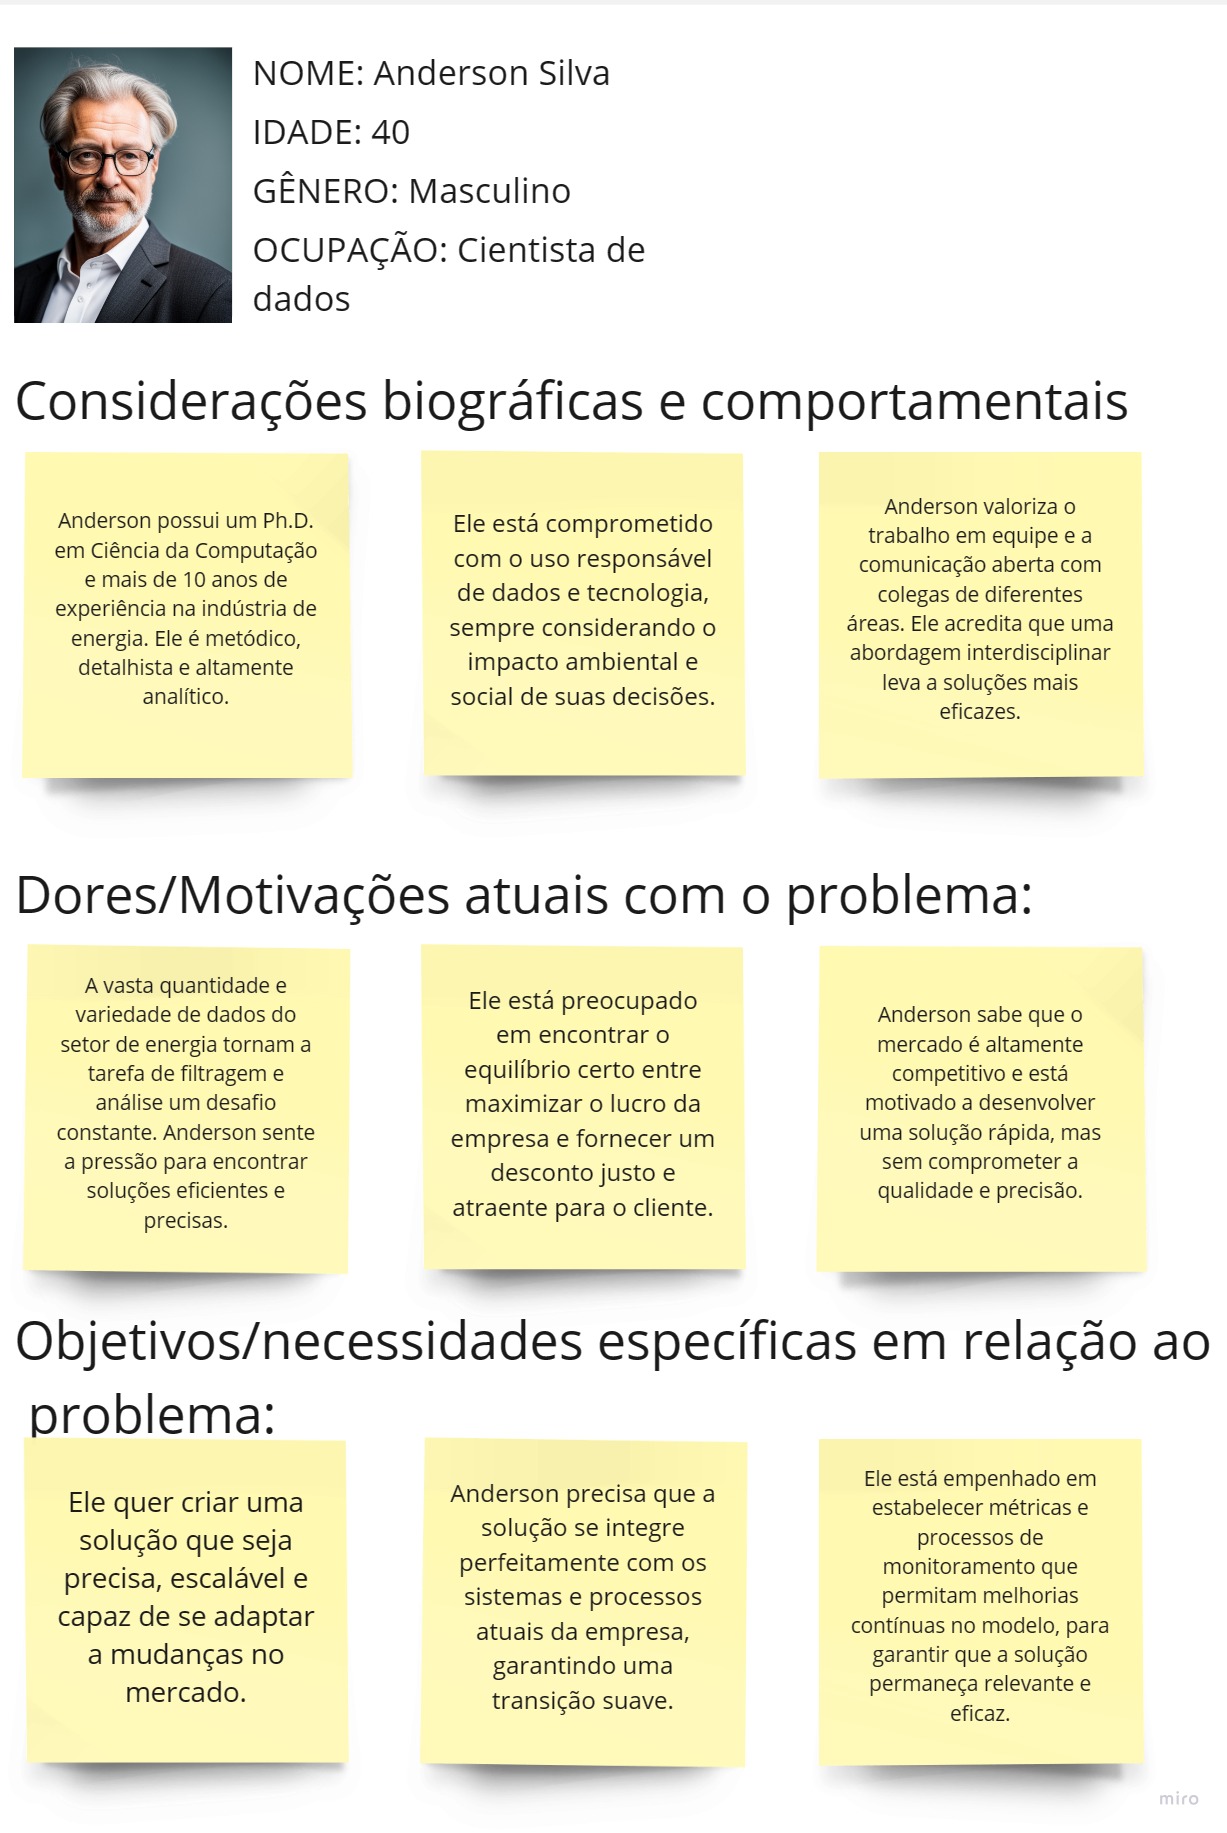 NOME: Anderson Silva
IDADE: 40
GÊNERO: Masculino
OCUPAÇÃO: Cientista de
dados
Considerações biográficas e comportamentais
Anderson possui um Ph.D.
em Ciência da Computação
e mais de 10 anos de
experiência na indústria de
energia. Ele é metódico,
detalhista e altamente
analítico.
Ele está comprometido
com o uso responsável
de dados e tecnologia,
sempre considerando o
impacto ambiental e
social de suas decisões.
Anderson valoriza o
trabalho em equipe e a
comunicação aberta com
colegas de diferentes
áreas. Ele acredita que uma
abordagem interdisciplinar
leva a soluções mais
eficazes.
Dores/Motivações atuais com o problema:
A vasta quantidade e
variedade de dados do
setor de energia tornam a
tarefa de filtragem e
análise um desafio
constante. Anderson sente
a pressão para encontrar
soluções eficientes e
precisas.
Ele está preocupado
em encontrar o
equilíbrio certo entre
maximizar o lucro da
empresa e fornecer um
desconto justo e
atraente para o cliente.
Anderson sabe que o
mercado é altamente
competitivo e está
motivado a desenvolver
uma solução rápida, mas
sem comprometer a
qualidade e precisão.
Objetivos/necessidades específicas em relação ao
problema:
Ele quer criar uma
solução que seja
precisa, escalável e
capaz de se adaptar
a mudanças no
mercado.
Anderson precisa que a
solução se integre
perfeitamente com os
sistemas e processos
atuais da empresa,
garantindo uma
transição suave.
Ele está empenhado em
estabelecer métricas e
processos de
monitoramento que
permitam melhorias
contínuas no modelo, para
garantir que a solução
permaneça relevante e
eficaz.
miro